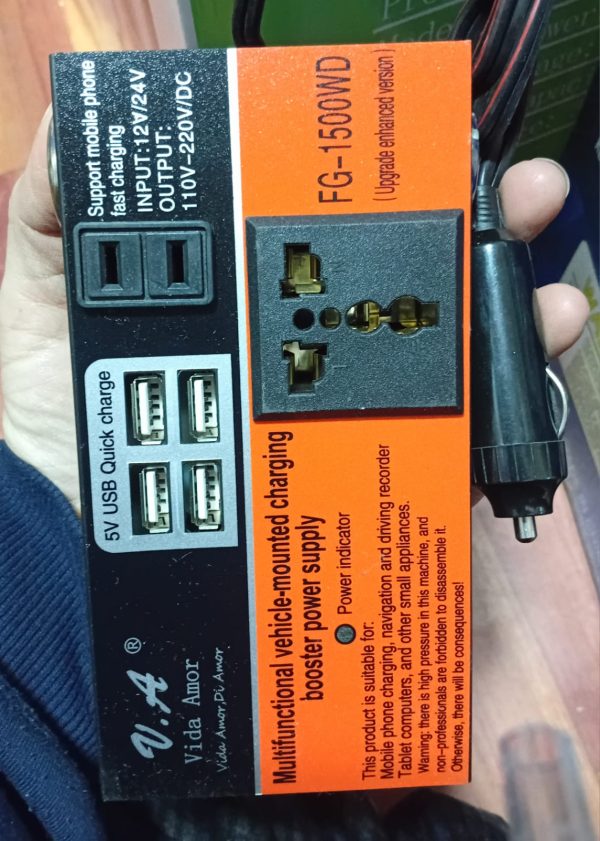 Support mobile phone
fast charging
INPUT:12V/24V
OUTPUT:
110V-220V/DC
5V USB Quick charge
V.A ®
Vida Amor
Vida Amor,Di Amor
FG-1500WD
( Upgrade enhanced version )
Multifunctional vehicle-mounted charging
booster power supply
Power indicator
This product is suitable for:
Mobile phone charging, navigation and driving recorder
Tablet computers, and other small appliances.
Warning: there is high pressure in this machine, and
non-professionals are forbidden to disassemble it.
Otherwise, there will be consequences!